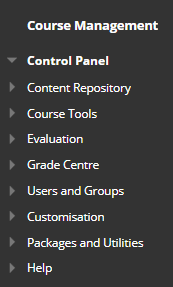 Course Management
Control Panel
Content Repository
Course Tools
Evaluation
Grade Centre
Users and Groups
Customisation
Packages and Utilities
Help